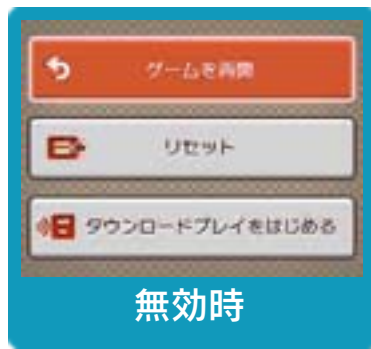 ゲームを再開
リセット
ダウンロードプレイをはじめる
無効時